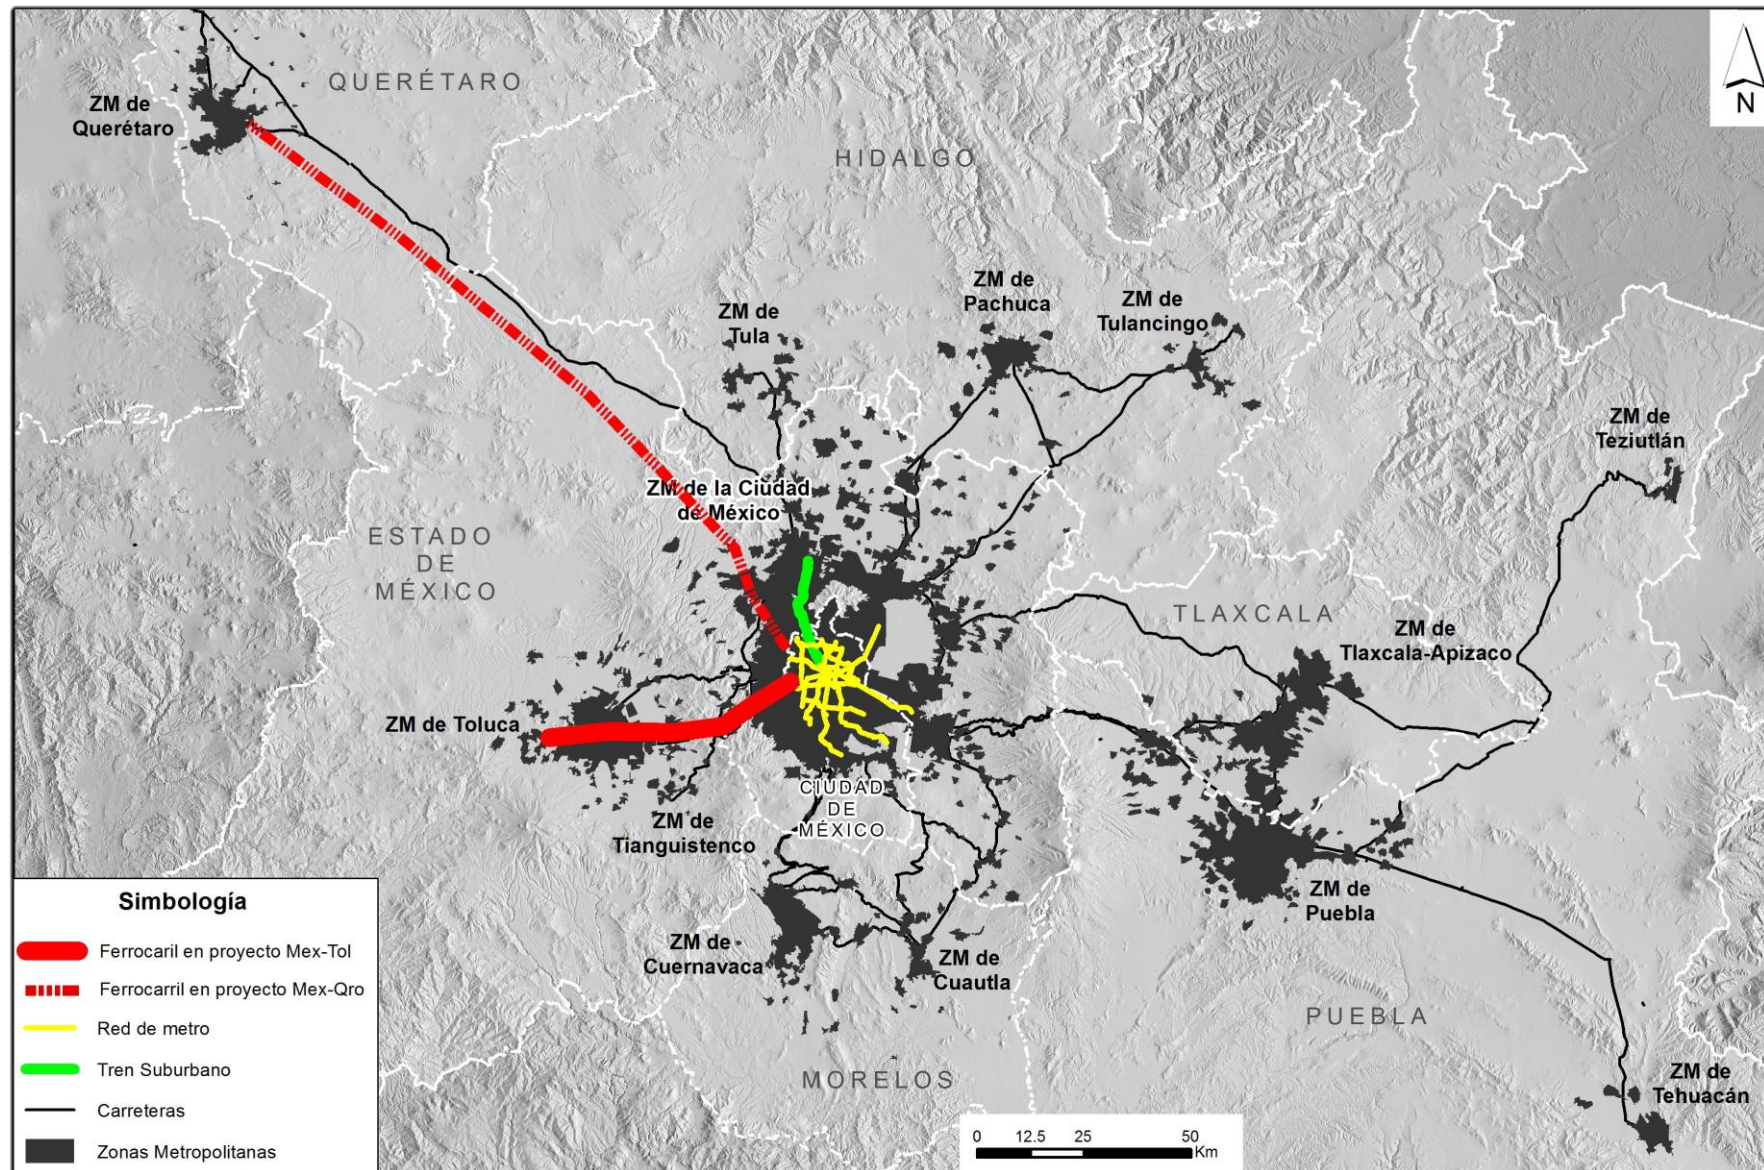 QUERÉTARO
ZM de
Querétaro
HIDALGO
N
ZM de
Tula
ZM de
Pachuca
ZM de
Tulancingo
ZM de
Teziutlán
ZM de la Ciudad
de México
ESTADO
DE
MÉXICO
TLAXCALA
ZM de
Tlaxcala-Apizaco
ZM de Toluca
CIUDAD
DE
MÉXICO
ZM de
Tianguistenco
ZM de
Puebla
ZM de
Cuernavaca
ZM de
Cuautla
PUEBLA
MORELOS
ZM de
Tehuacán
Simbología
Ferrocaril en proyecto Mex-Tol
Ferrocarril en proyecto Mex-Qro
Red de metro
Tren Suburbano
Carreteras
Zonas Metropolitanas
0 12.5 25 50
Km